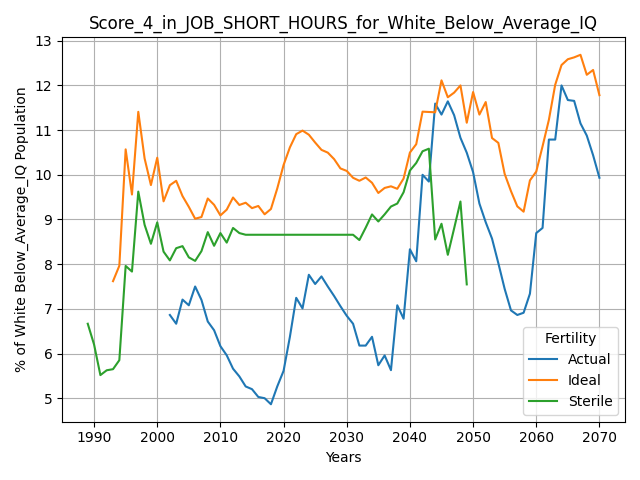 Score_4_in_JOB_SHORT_HOURS_for_White_Below_Average_IQ
% of White Below_Average_IQ Population
13
12
11
10
9
8
7
6
5
Fertility
Actual
Ideal
Sterile
1990 2000 2010 2020 2030 2040 2050 2060 2070
Years